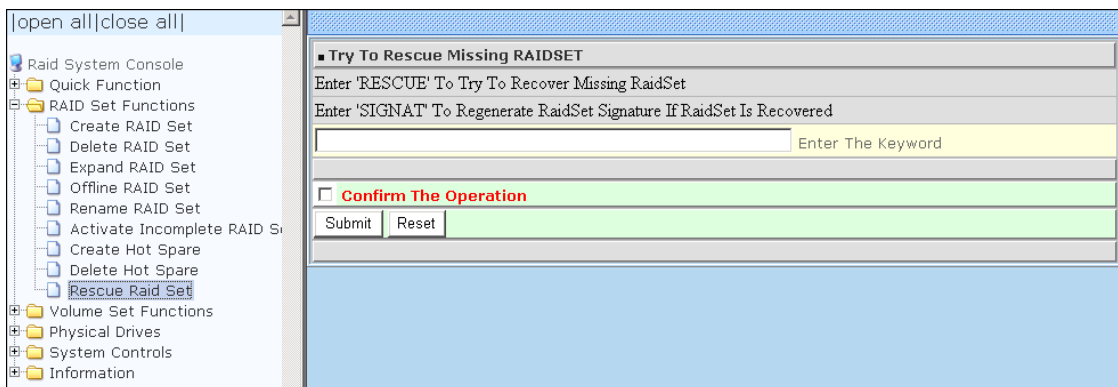 |open all|close all|
Raid System Console
Quick Function
RAID Set Functions
Create RAID Set
Delete RAID Set
Expand RAID Set
Offline RAID Set
Rename RAID Set
Activate Incomplete RAID
Create Hot Spare
Delete Hot Spare
Rescue Raid Set
Volume Set Functions
Physical Drives
System Controls
Information
Try To Rescue Missing RAIDSET
Enter 'RESCUE' To Try To Recover Missing RaidSet
Enter 'SIGNAT' To Regenerate RaidSet Signature If RaidSet Is Recovered
Enter The Keyword
Confirm The Operation
Submit Reset